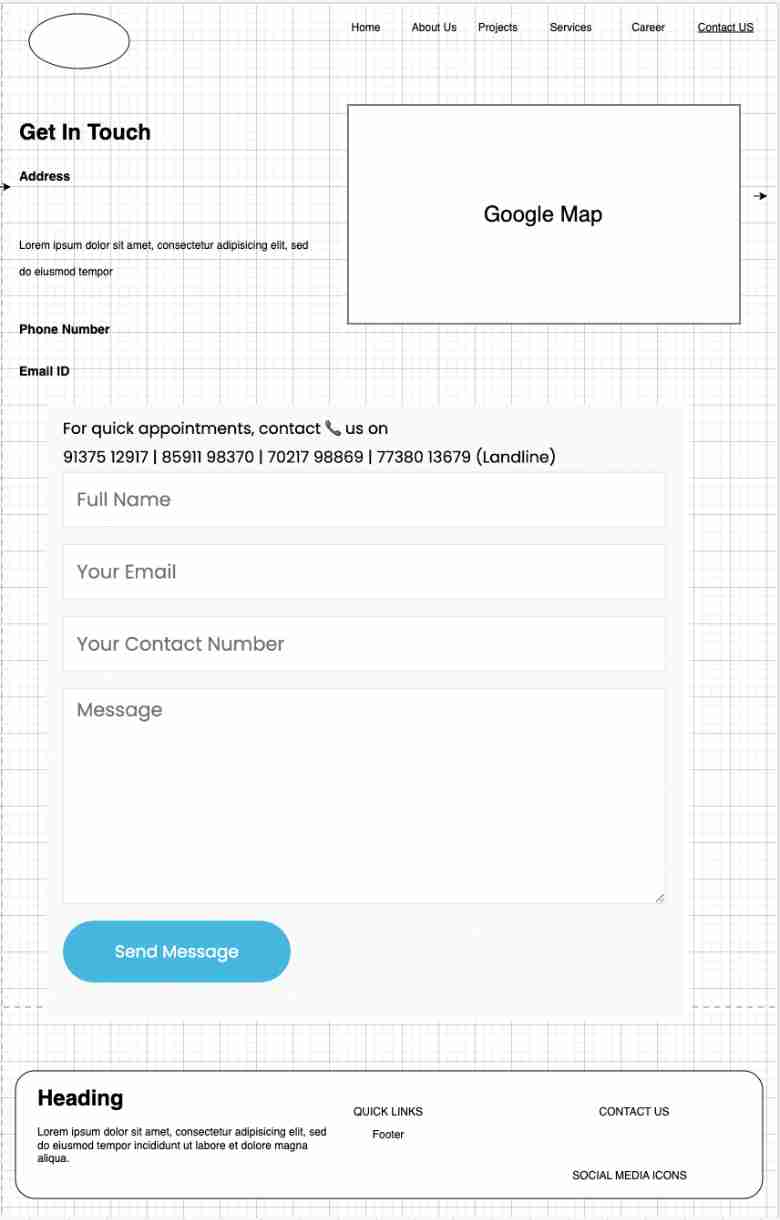 Home About Us Projects Services Career Contact US
Get In Touch
Address
Lorem ipsum dolor sit amet, consectetur adipisicing elit, sed
do eiusmod tempor
Phone Number
Email ID
Google Map
For quick appointments, contact 📞 us on
91375 12917 | 85911 98370 | 70217 98869 | 77380 13679 (Landline)
Full Name
Your Email
Your Contact Number
Message
Send Message
Heading
Lorem ipsum dolor sit amet, consectetur adipisicing elit, sed
do eiusmod tempor incididunt ut labore et dolore magna
aliqua.
QUICK LINKS
Footer
CONTACT US
SOCIAL MEDIA ICONS